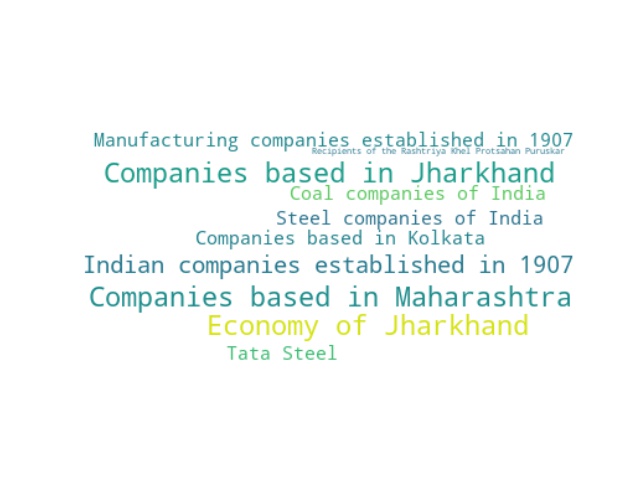 Manufacturing companies established in 1907
Recipients of the Rashtriya Khel Protsahan Puruskar
Companies based in Jharkhand
Coal companies of India
Steel companies of India
Companies based in Kolkata
Indian companies established in 1907
Companies based in Maharashtra
Economy of Jharkhand
Tata Steel